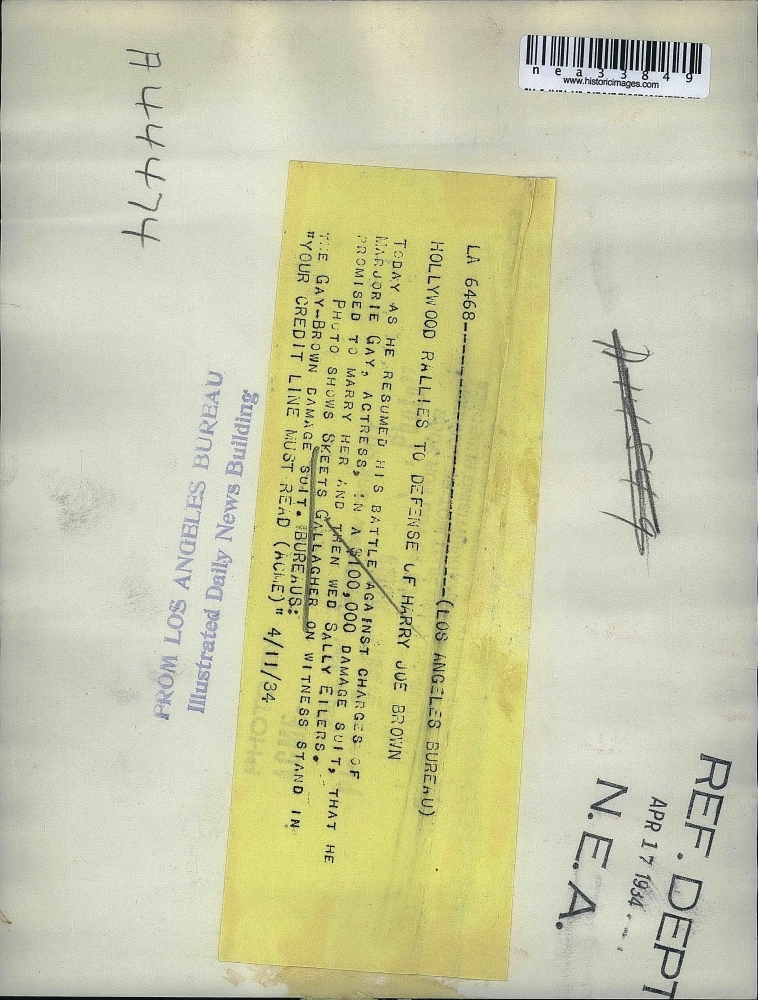 nea33849
www.historicimages.com
A44474
LA 6468--------------------(LOS ANGELES BUREAU)
HOLLYWOOD RALLIES TO DEFENSE OF HARRY JOE BROWN
TODAY AS HE RESUMED HIS BATTLE AGAINST CHARGES OF
MARJORIE GAY, ACTRESS, IN A $100,000 DAMAGE SUIT, THAT HE
PROMISED TO MARRY HER AND THEN WED SALLY EILERS.
PHOTO SHOWS SKEETS GALLAGHER ON WITNESS STAND IN
THE GAY-BROWN DAMAGE SUIT. BUREAUS:
"YOUR CREDIT LINE MUST READ (ACME)" 4/11/34
FROM LOS ANGELES BUREAU
Illustrated Daily News Building
REF. DEPT
APR 17 1934
N.E.A.